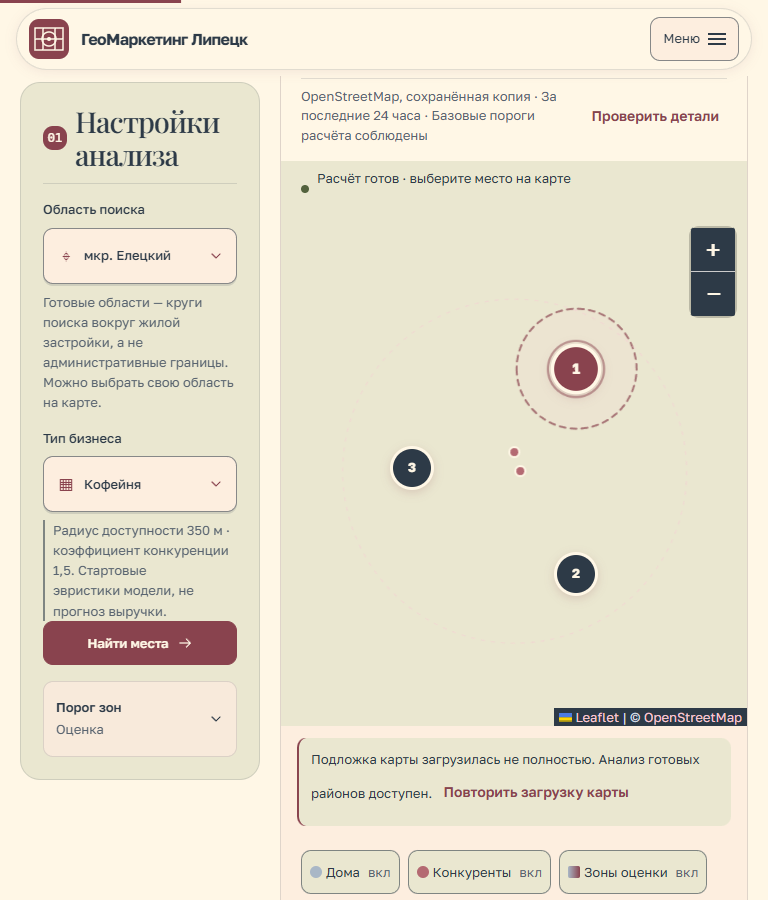 ГеоМаркетинг Липецк
Меню
01
Настройки
анализа
Область поиска
мкр. Елецкий
Готовые области — круги
поиска вокруг жилой
застройки, а не
административные границы.
Можно выбрать свою область
на карте.
Тип бизнеса
Кофейня
Радиус доступности 350 м ·
коэффициент конкуренции
1,5. Стартовые
эвристики модели, не
прогноз выручки.
Найти места →
Порог зон
Оценка
OpenStreetMap, сохранённая копия · За
последние 24 часа · Базовые пороги
расчёта соблюдены
Проверить детали
Расчёт готов · выберите место на карте
+
−
1
3
2
Leaflet | © OpenStreetMap
Подложка карты загрузилась не полностью. Анализ готовых
районов доступен. Повторить загрузку карты
Дома вкл
Конкуренты вкл
Зоны оценки вкл